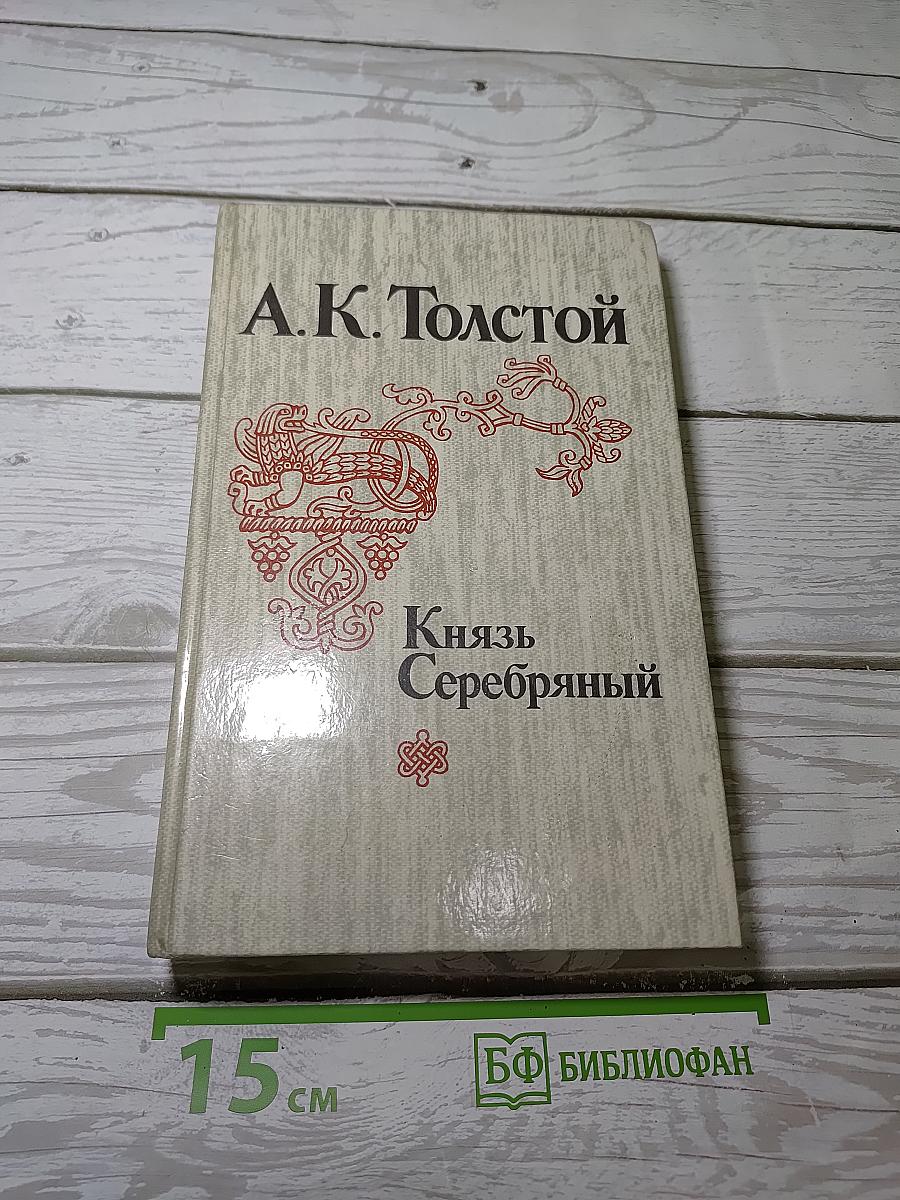 А.К.Толстой
Князь
Серебряный
15 см
БФ БИБЛИОФАН